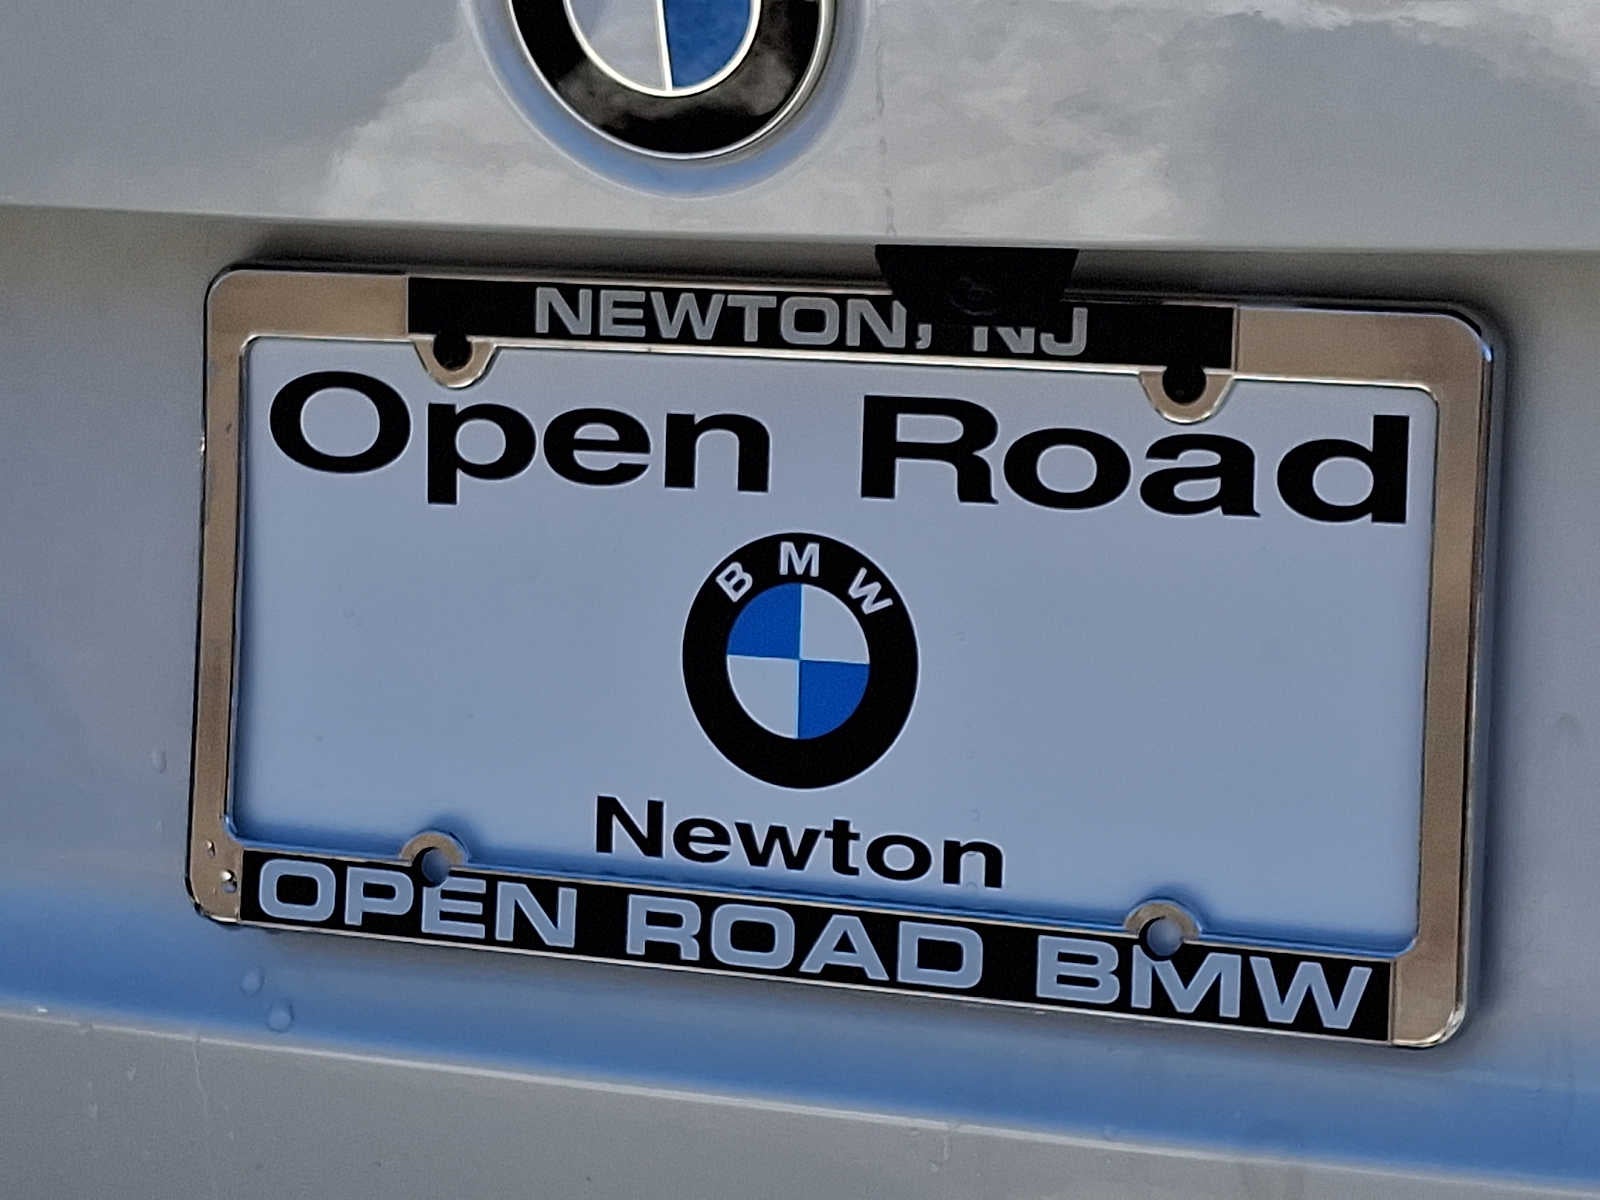 NEWTON, NJ
Open Road
BMW
Newton
OPEN ROAD BMW